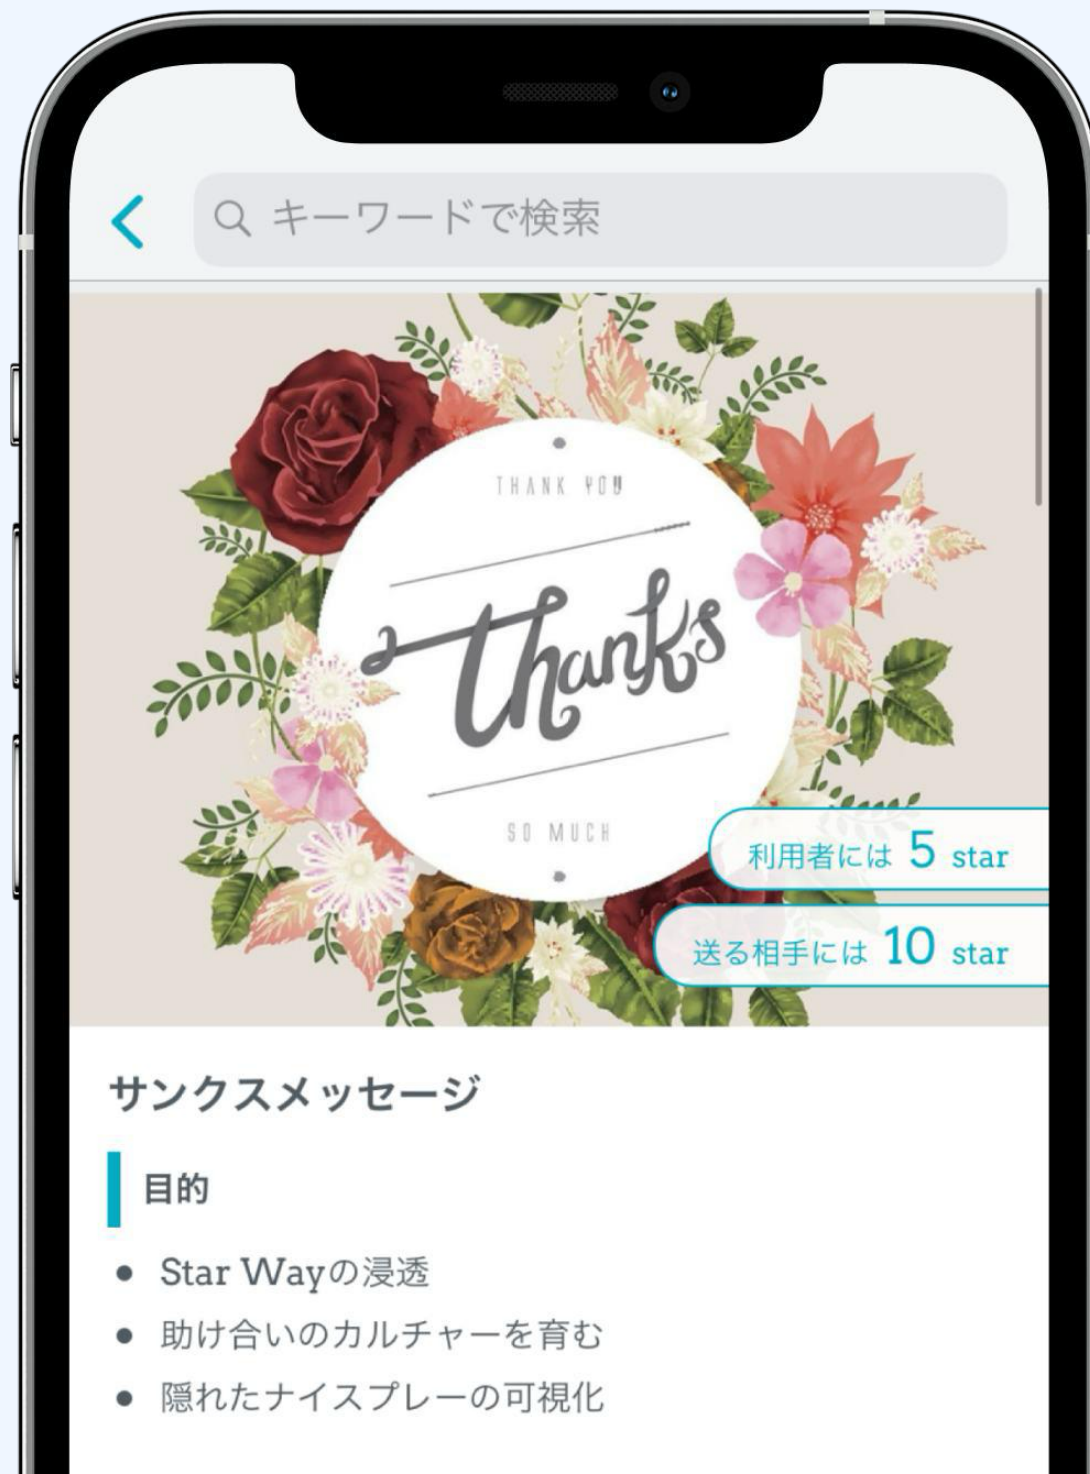 キーワードで検索
THANK YOU
thanks
SO MUCH
利用者には 5 star
送る相手には 10 star
サンクスメッセージ
目的
• Star Wayの浸透
• 助け合いのカルチャーを育む
• 隠れたナイスプレーの可視化